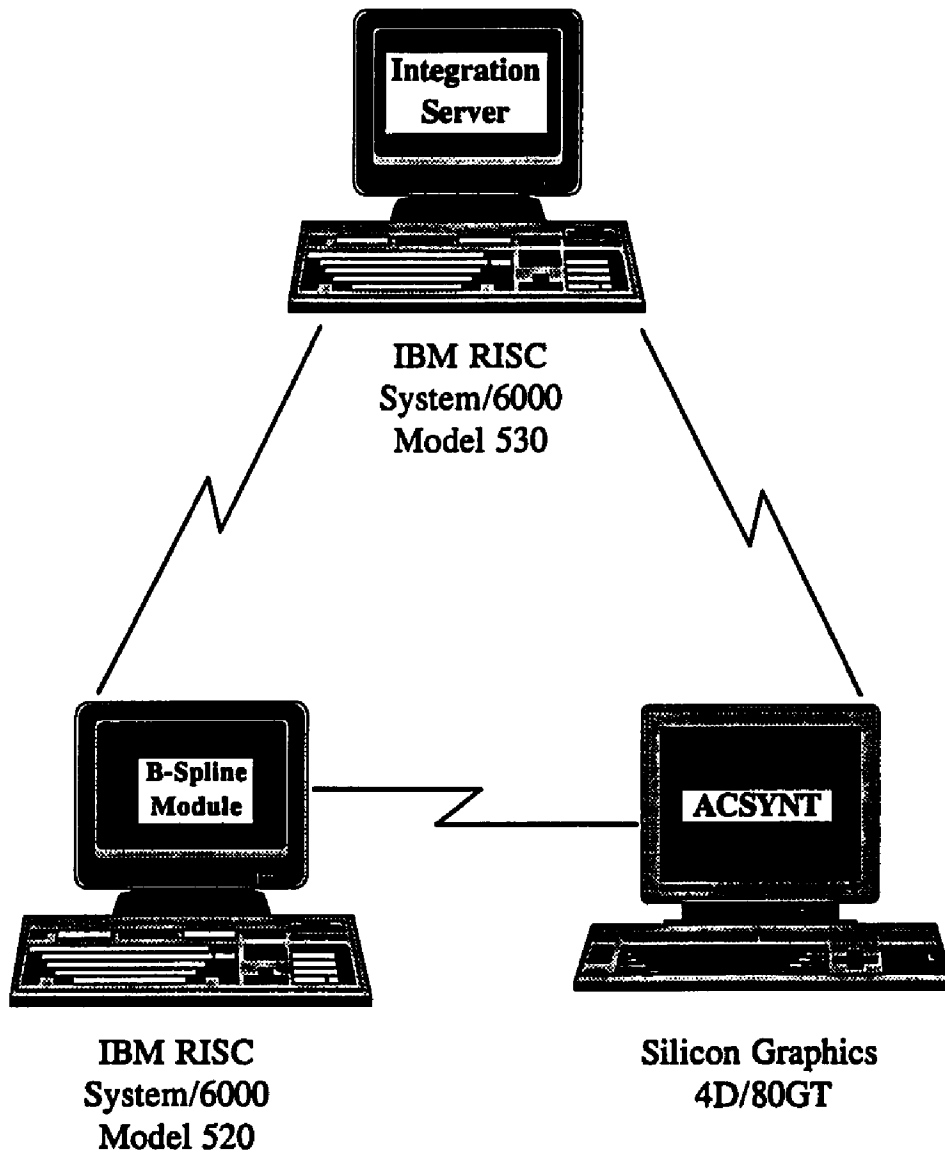 Integration
Server
IBM RISC
System/6000
Model 530
B-Spline
Module
ACSYNT
IBM RISC
System/6000
Model 520
Silicon Graphics
4D/80GT